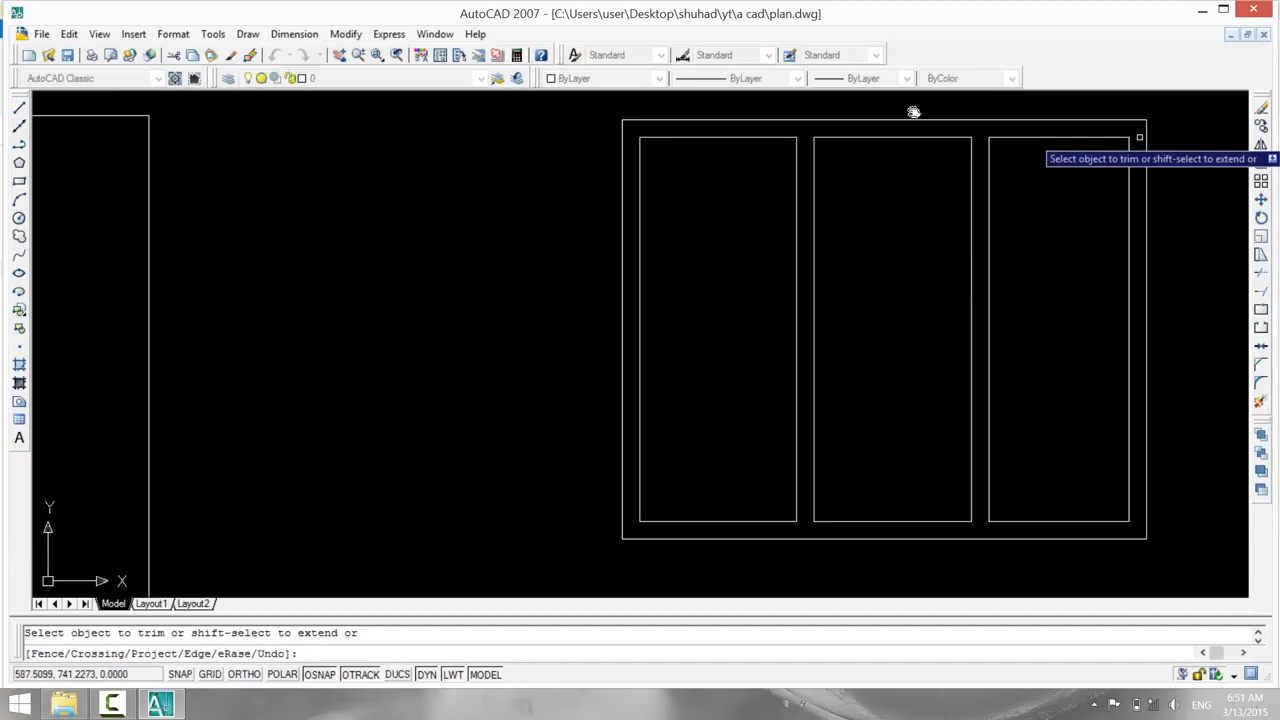 AutoCAD 2007 - [C:\Users\user\Desktop\shuhad\yt\a cad\plan.dwg]
File Edit View Insert Format Tools Draw Dimension Modify Express Window Help
Standard Standard Standard
AutoCAD Classic 0 ByLayer ByLayer ByLayer ByColor
Select object to trim or shift-select to extend or
Y
X
A
Model Layout1 Layout2
Select object to trim or shift-select to extend or
[Fence/Crossing/Project/Edge/eRase/Undo]:
587.5099, 741.2273, 0.0000 SNAP GRID ORTHO POLAR OSNAP OTRACK DUCS DYN LWT MODEL
ENG
6:51 AM
3/13/2015